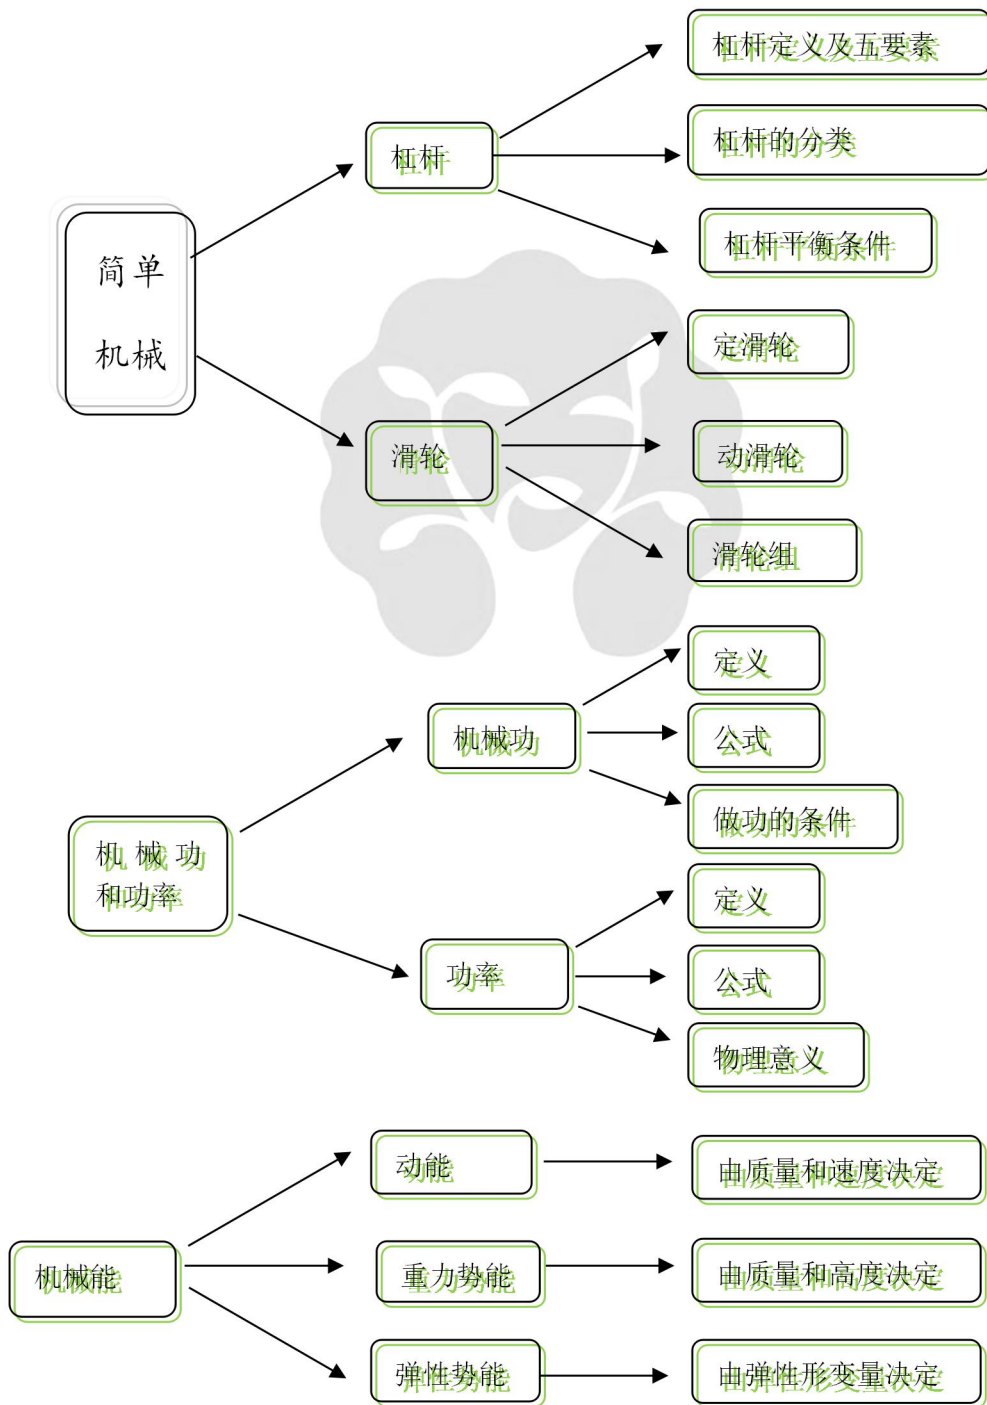 杠杆定义及五要素
杠杆
杠杆的分类
杠杆平衡条件
简单
机械
定滑轮
滑轮
动滑轮
滑轮组
定义
机械功
公式
做功的条件
机械功
和功率
定义
功率
公式
物理意义
动能
由质量和速度决定
机械能
重力势能
由质量和高度决定
弹性势能
由弹性形变量决定